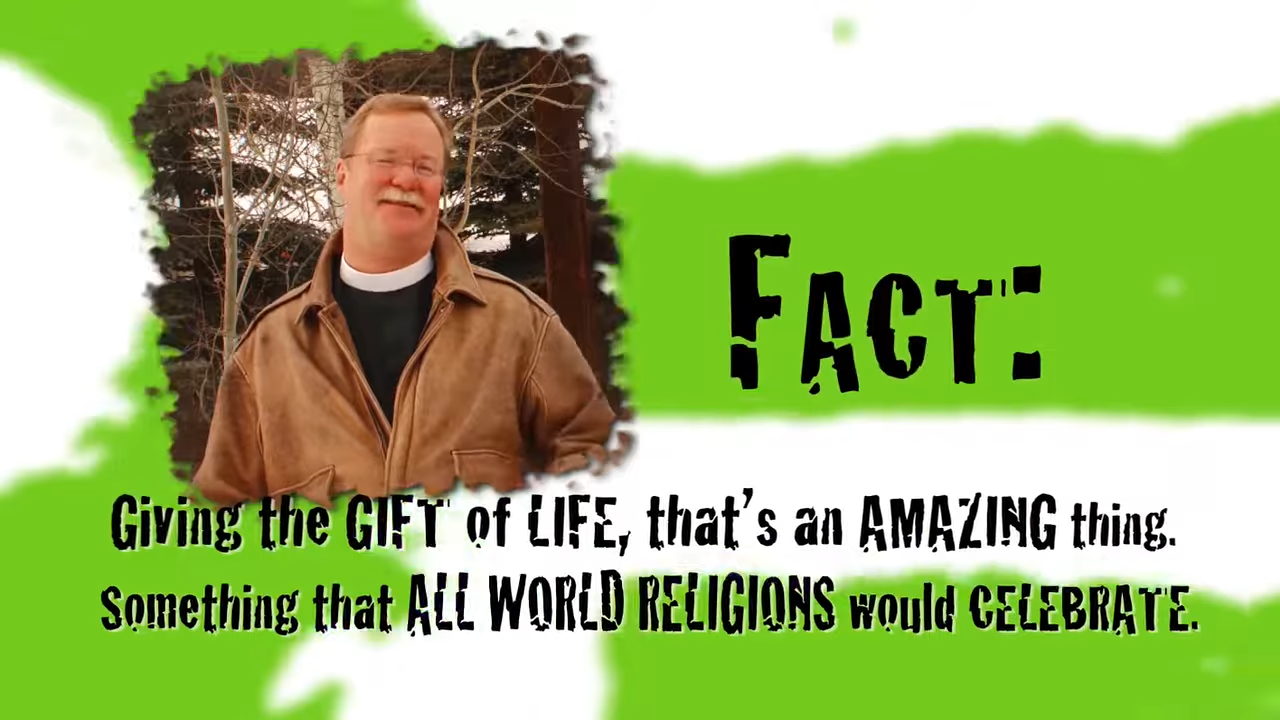 Fact:
Giving the GIFT of LIFE, that's an AMAZING thing.
Something that ALL WORLD RELIGIONS would CELEBRATE.